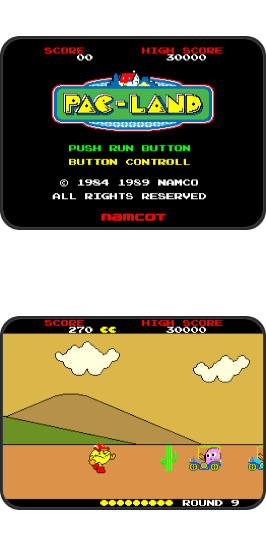 SCORE HIGH SCORE
00 30000
PAC-LAND
PUSH RUN BUTTON
BUTTON CONTROLL
© 1984 1989 NAMCO
ALL RIGHTS RESERVED
namcot
SCORE HIGH SCORE
270 30000
ROUND 9